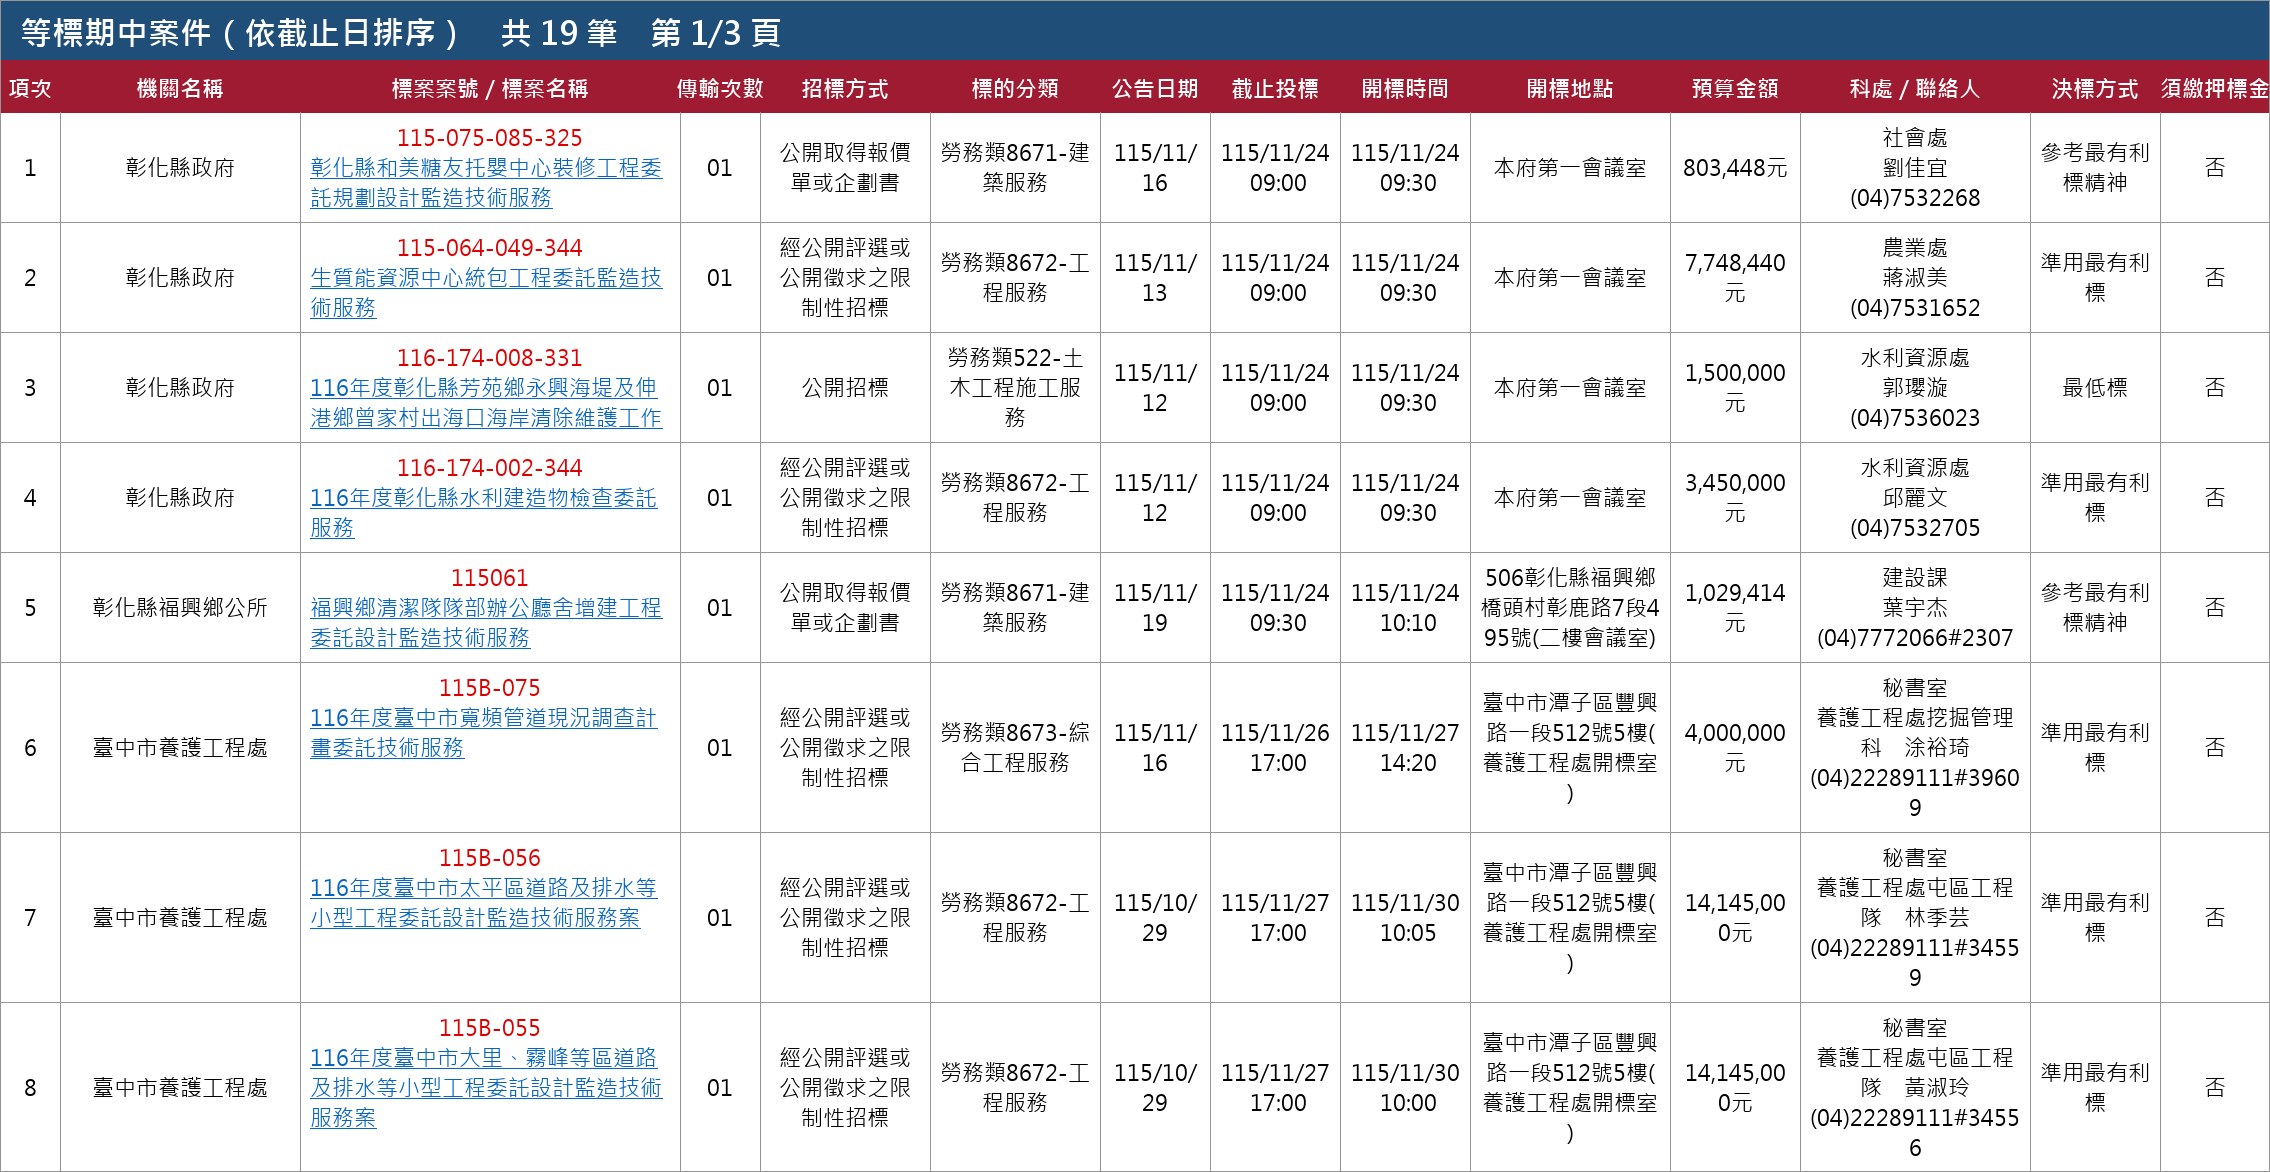 等標期中案件（依截止日排序）　共 19 筆　第 1/3 頁
項次 機關名稱 標案案號 / 標案名稱 傳輸次數 招標方式 標的分類 公告日期 截止投標 開標時間 開標地點 預算金額 科處 / 聯絡人 決標方式 須繳押標金
1
彰化縣政府
115-075-085-325
彰化縣和美糖友托嬰中心裝修工程委
託規劃設計監造技術服務
01
公開取得報價
單或企劃書
勞務類8671-建
築服務
115/11/
16
115/11/24
09:00
115/11/24
09:30
本府第一會議室
803,448元
社會處
劉佳宜
(04)7532268
參考最有利
標精神
否
2
彰化縣政府
115-064-049-344
生質能資源中心統包工程委託監造技
術服務
01
經公開評選或
公開徵求之限
制性招標
勞務類8672-工
程服務
115/11/
13
115/11/24
09:00
115/11/24
09:30
本府第一會議室
7,748,440
元
農業處
蔣淑美
(04)7531652
準用最有利
標
否
3
彰化縣政府
116-174-008-331
116年度彰化縣芳苑鄉永興海堤及伸
港鄉曾家村出海口海岸清除維護工作
01
公開招標
勞務類522-土
木工程施工服
務
115/11/
12
115/11/24
09:00
115/11/24
09:30
本府第一會議室
1,500,000
元
水利資源處
郭瓔漩
(04)7536023
最低標
否
4
彰化縣政府
116-174-002-344
116年度彰化縣水利建造物檢查委託
服務
01
經公開評選或
公開徵求之限
制性招標
勞務類8672-工
程服務
115/11/
12
115/11/24
09:00
115/11/24
09:30
本府第一會議室
3,450,000
元
水利資源處
邱麗文
(04)7532705
準用最有利
標
否
5
彰化縣福興鄉公所
115061
福興鄉清潔隊隊部辦公廳舍增建工程
委託設計監造技術服務
01
公開取得報價
單或企劃書
勞務類8671-建
築服務
115/11/
19
115/11/24
09:30
115/11/24
10:10
506彰化縣福興鄉
橋頭村彰鹿路7段4
95號(二樓會議室)
1,029,414
元
建設課
葉宇杰
(04)7772066#2307
參考最有利
標精神
否
6
臺中市養護工程處
115B-075
116年度臺中市寬頻管道現況調查計
畫委託技術服務
01
經公開評選或
公開徵求之限
制性招標
勞務類8673-綜
合工程服務
115/11/
16
115/11/26
17:00
115/11/27
14:20
臺中市潭子區豐興
路一段512號5樓(
養護工程處開標室
)
4,000,000
元
秘書室
養護工程處挖掘管理
科　涂裕琦
(04)22289111#3960
9
準用最有利
標
否
7
臺中市養護工程處
115B-056
116年度臺中市太平區道路及排水等
小型工程委託設計監造技術服務案
01
經公開評選或
公開徵求之限
制性招標
勞務類8672-工
程服務
115/10/
29
115/11/27
17:00
115/11/30
10:05
臺中市潭子區豐興
路一段512號5樓(
養護工程處開標室
)
14,145,00
0元
秘書室
養護工程處屯區工程
隊　林季芸
(04)22289111#3455
9
準用最有利
標
否
8
臺中市養護工程處
115B-055
116年度臺中市大里、霧峰等區道路
及排水等小型工程委託設計監造技術
服務案
01
經公開評選或
公開徵求之限
制性招標
勞務類8672-工
程服務
115/10/
29
115/11/27
17:00
115/11/30
10:00
臺中市潭子區豐興
路一段512號5樓(
養護工程處開標室
)
14,145,00
0元
秘書室
養護工程處屯區工程
隊　黃淑玲
(04)22289111#3455
6
準用最有利
標
否